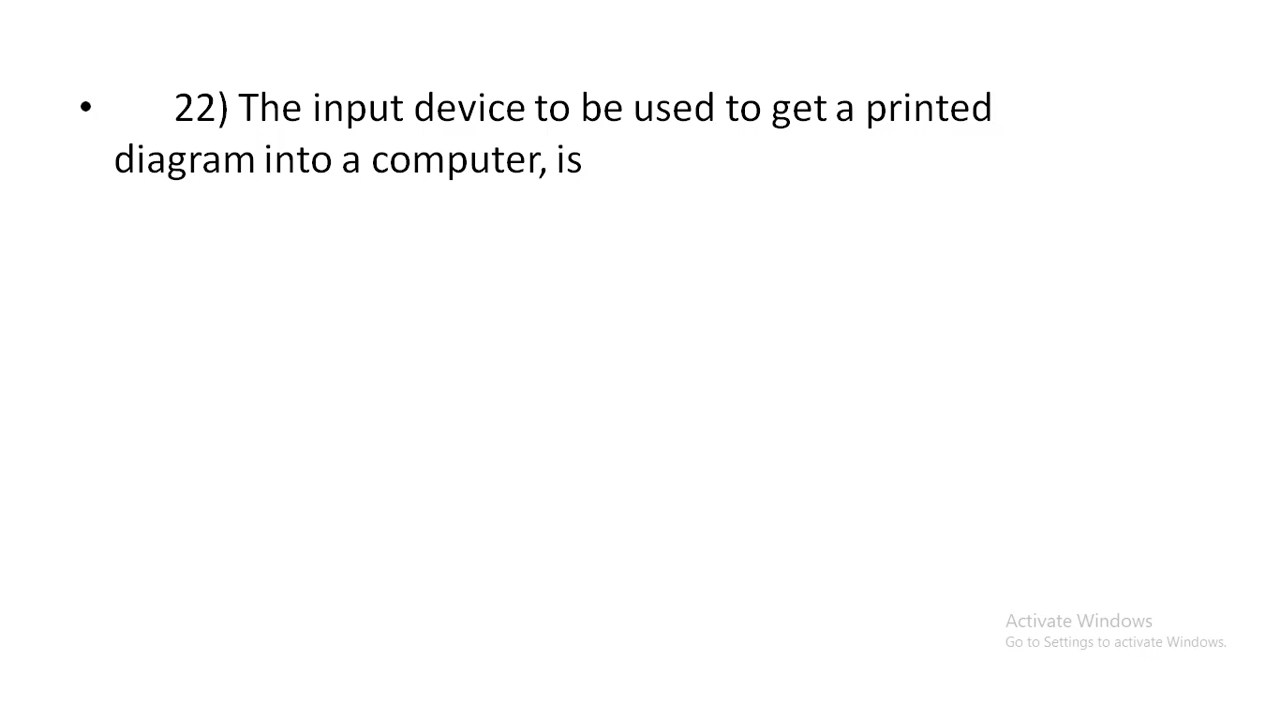 • 22) The input device to be used to get a printed
diagram into a computer, is
Activate Windows
Go to Settings to activate Windows.